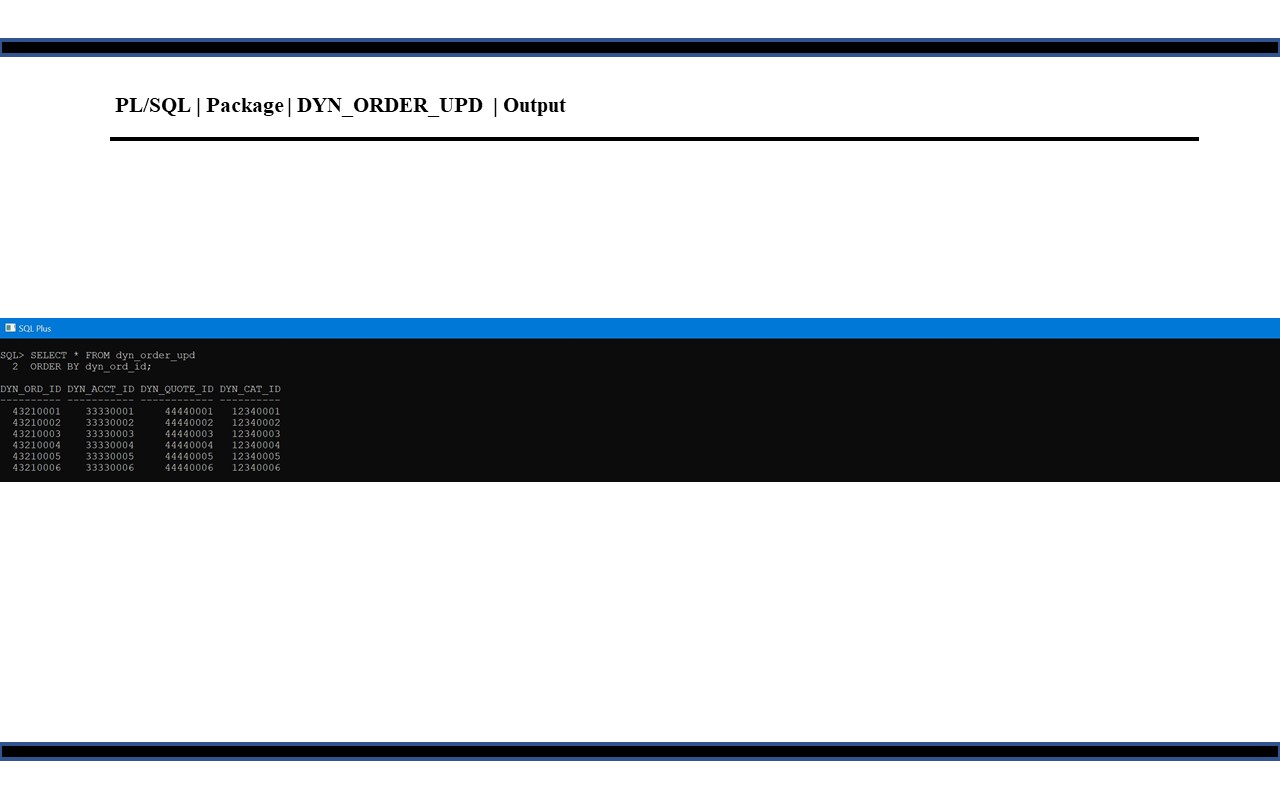 PL/SQL | Package | DYN_ORDER_UPD | Output
SQL Plus
SQL> SELECT * FROM dyn_order_upd
  2  ORDER BY dyn_ord_id;
DYN_ORD_ID DYN_ACCT_ID DYN_QUOTE_ID DYN_CAT_ID
---------- ----------- ------------ ----------
  43210001    33330001     44440001   12340001
  43210002    33330002     44440002   12340002
  43210003    33330003     44440003   12340003
  43210004    33330004     44440004   12340004
  43210005    33330005     44440005   12340005
  43210006    33330006     44440006   12340006